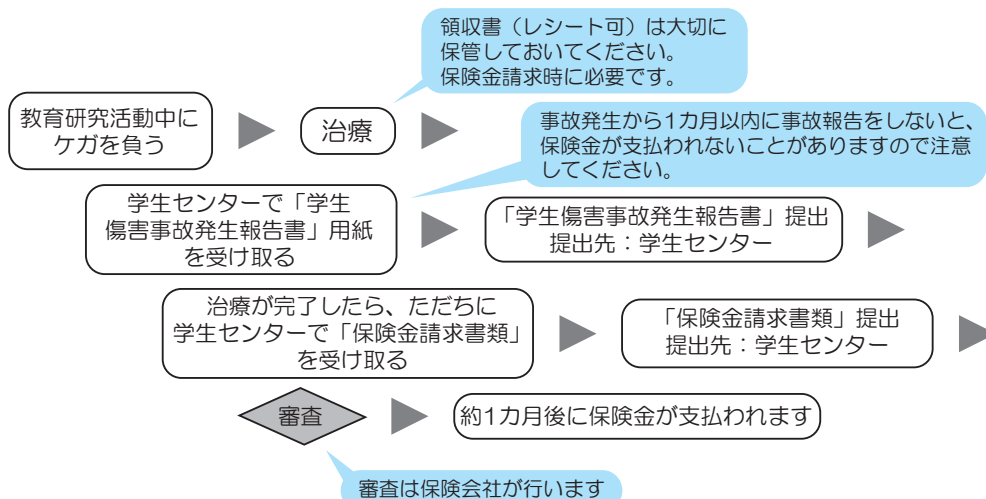 領収書（レシート可）は大切に
保管しておいてください。
保険金請求時に必要です。
教育研究活動中に
ケガを負う
治療
事故発生から1カ月以内に事故報告をしないと、
保険金が支払われないことがありますので注意
してください。
学生センターで「学生
傷害事故発生報告書」用紙
を受け取る
「学生傷害事故発生報告書」提出
提出先：学生センター
治療が完了したら、ただちに
学生センターで「保険金請求書類」
を受け取る
「保険金請求書類」提出
提出先：学生センター
審査
約1カ月後に保険金が支払われます
審査は保険会社が行います